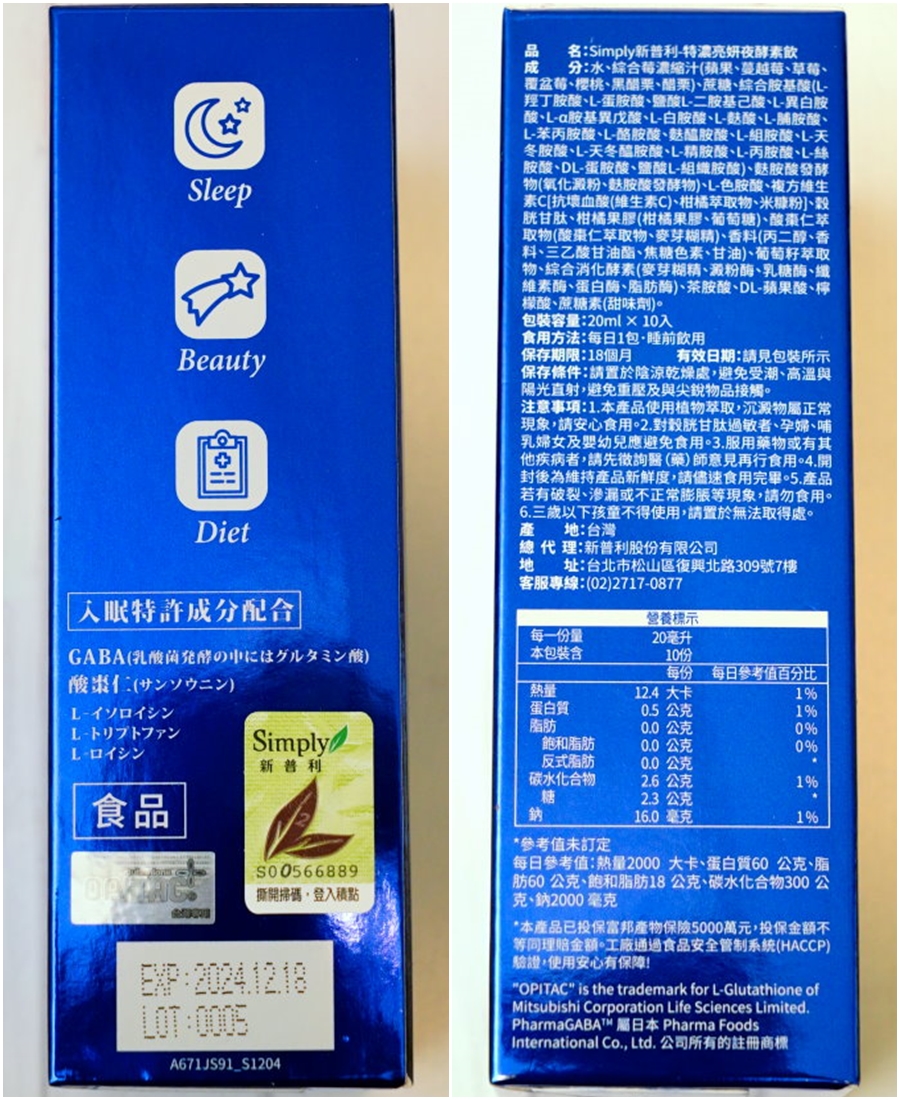 Sleep
Beauty
Diet
入眠特許成分配合
GABA(乳酸菌発酵の中にはグルタミン酸)
酸棗仁(サンソウニン)
L-イソロイシン
L-トリプトファン
L-ロイシン
食品
Simply
新普利
S00566889
撕開掃碼，登入積點
OPITAC
EXP:2024.12.18
LOT:0005
A671JS91_S1204
品　　名:Simply新普利-特濃亮妍夜酵素飲
成　　分:水、綜合莓濃縮汁(蘋果、蔓越莓、草莓、
覆盆莓、櫻桃、黑醋栗、醋栗)、蔗糖、綜合胺基酸(L-
羥丁胺酸、L-蛋胺酸、鹽酸L-二胺基己酸、L-異白胺
酸、L-α胺基異戊酸、L-白胺酸、L-麩酸、L-脯胺酸、
L-苯丙胺酸、L-酪胺酸、麩醯胺酸、L-組胺酸、L-天
冬胺酸、L-天冬醯胺酸、L-精胺酸、L-丙胺酸、L-絲
胺酸、DL-蛋胺酸、鹽酸L-組織胺酸)、麩胺酸發酵
物(氧化澱粉、麩胺酸發酵物)、L-色胺酸、複方維生
素C[抗壞血酸(維生素C)、柑橘萃取物、米糠粉]、穀
胱甘肽、柑橘果膠(柑橘果膠、葡萄糖)、酸棗仁萃
取物(酸棗仁萃取物、麥芽糊精)、香料(丙二醇、香
料、三乙酸甘油酯、焦糖色素、甘油)、葡萄籽萃取
物、綜合消化酵素(麥芽糊精、澱粉酶、乳糖酶、纖
維素酶、蛋白酶、脂肪酶)、茶胺酸、DL-蘋果酸、檸
檬酸、蔗糖素(甜味劑)。
包裝容量:20ml × 10入
食用方法:每日1包，睡前飲用
保存期限:18個月　　有效日期:請見包裝所示
保存條件:請置於陰涼乾燥處，避免受潮、高溫與
陽光直射，避免重壓及與尖銳物品接觸。
注意事項:1.本產品使用植物萃取，沉澱物屬正常
現象，請安心食用。2.對穀胱甘肽過敏者、孕婦、哺
乳婦女及嬰幼兒應避免食用。3.服用藥物或有其
他疾病者，請先徵詢醫(藥)師意見再行食用。4.開
封後為維持產品新鮮度，請儘速食用完畢。5.產品
若有破裂、滲漏或不正常膨脹等現象，請勿食用。
6.三歲以下孩童不得使用，請置於無法取得處。
產　　地:台灣
總 代 理:新普利股份有限公司
地　　址:台北市松山區復興北路309號7樓
客服專線:(02)2717-0877
營養標示
每一份量 20毫升
本包裝含 10份
每份 每日參考值百分比
熱量 12.4 大卡 1%
蛋白質 0.5 公克 1%
脂肪 0.0 公克 0%
飽和脂肪 0.0 公克 0%
反式脂肪 0.0 公克 *
碳水化合物 2.6 公克 1%
糖 2.3 公克 *
鈉 16.0 毫克 1%
*參考值未訂定
每日參考值:熱量2000 大卡、蛋白質60 公克、脂
肪60 公克、飽和脂肪18 公克、碳水化合物300 公
克、鈉2000 毫克
*本產品已投保富邦產物保險5000萬元，投保金額不
等同理賠金額。工廠通過食品安全管制系統(HACCP)
驗證，使用安心有保障!
"OPITAC" is the trademark for L-Glutathione of
Mitsubishi Corporation Life Sciences Limited.
PharmaGABA™ 屬日本 Pharma Foods
International Co., Ltd. 公司所有的註冊商標